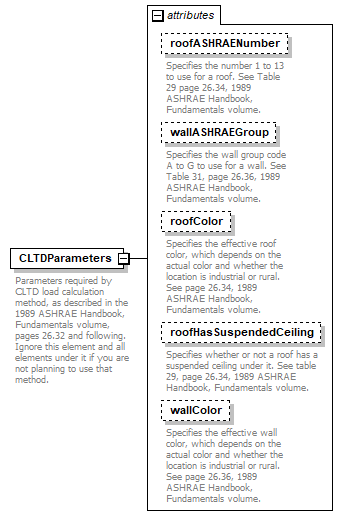 attributes
roofASHRAENumber
Specifies the number 1 to 13
to use for a roof. See Table
29 page 26.34, 1989
ASHRAE Handbook,
Fundamentals volume.
wallASHRAEGroup
Specifies the wall group code
A to G to use for a wall. See
Table 31, page 26.36, 1989
ASHRAE Handbook,
Fundamentals volume.
roofColor
Specifies the effective roof
color, which depends on the
actual color and whether the
location is industrial or rural.
See page 26.34, 1989
ASHRAE Handbook,
Fundamentals volume.
CLTDParameters
Parameters required by
CLTD load calculation
method, as described in the
1989 ASHRAE Handbook,
Fundamentals volume,
pages 26.32 and following.
Ignore this element and all
elements under it if you are
not planning to use that
method.
roofHasSuspendedCeiling
Specifies whether or not a roof has a
suspended ceiling under it. See table
29, page 26.34, 1989 ASHRAE
Handbook, Fundamentals volume.
wallColor
Specifies the effective wall
color, which depends on the
actual color and whether the
location is industrial or rural.
See page 26.36, 1989
ASHRAE Handbook,
Fundamentals volume.